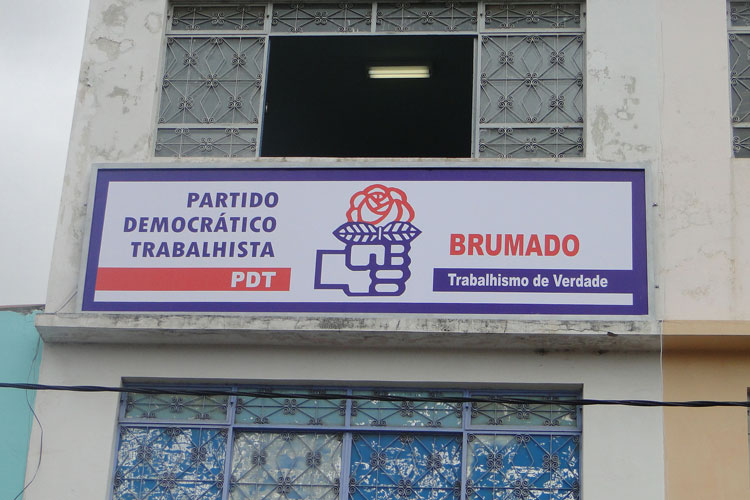 PARTIDO
DEMOCRÁTICO
TRABALHISTA
PDT
BRUMADO
Trabalhismo de Verdade